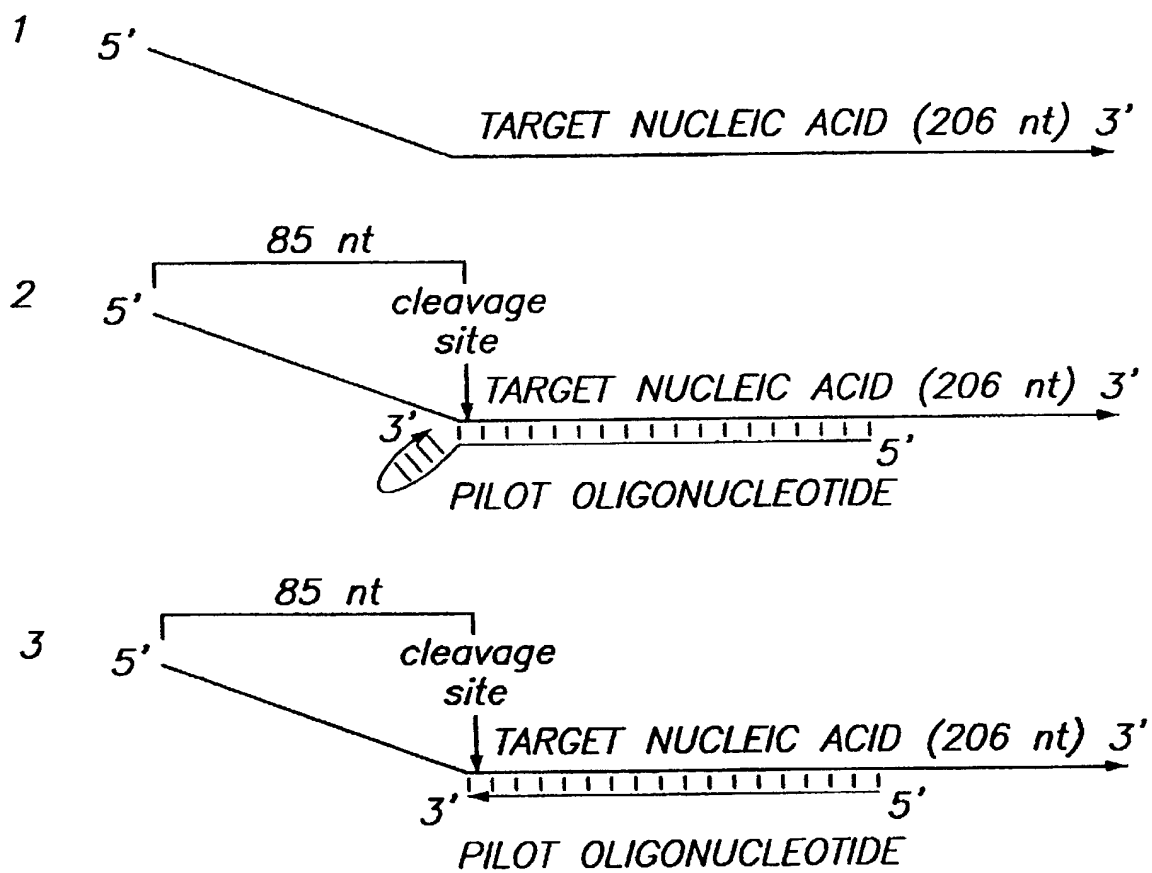 1
5'
TARGET NUCLEIC ACID (206 nt) 3'
85 nt
2
5'
cleavage
site
TARGET NUCLEIC ACID (206 nt) 3'
3'
5'
PILOT OLIGONUCLEOTIDE
85 nt
3
5'
cleavage
site
TARGET NUCLEIC ACID (206 nt) 3'
3'
5'
PILOT OLIGONUCLEOTIDE